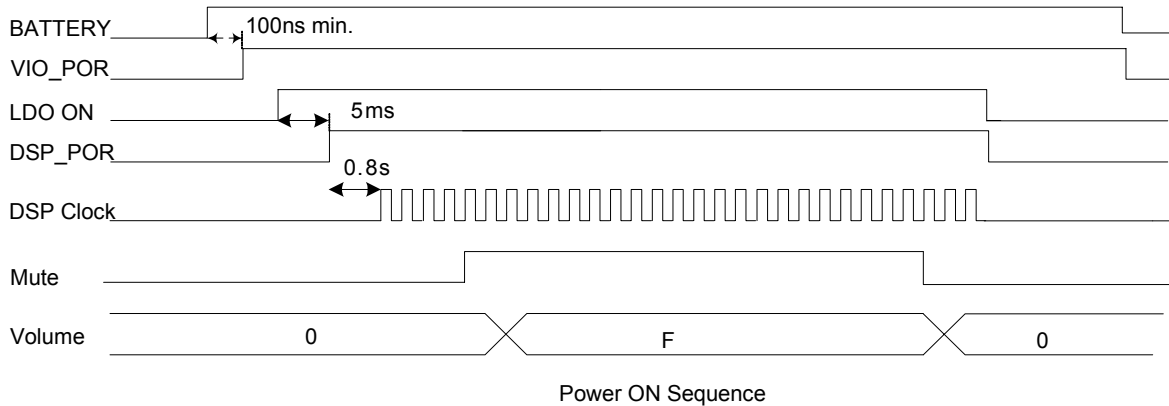 BATTERY
100ns min.
VIO_POR
LDO ON
5ms
DSP_POR
0.8s
DSP Clock
Mute
Volume
0
F
0
Power ON Sequence